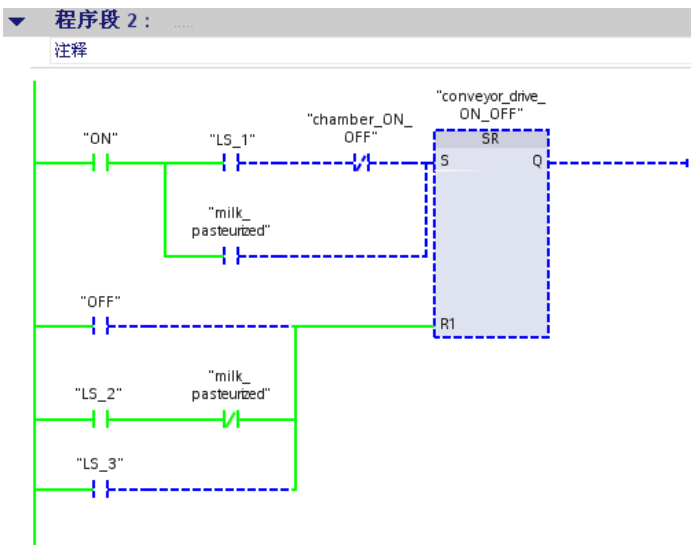 程序段 2： .....
注释
"conveyor_drive_
ON_OFF"
"chamber_ON_
OFF"
"ON"
"LS_1"
SR
S
Q
"milk_
pasteurized"
"OFF"
R1
"milk_
pasteurized"
"LS_2"
"LS_3"